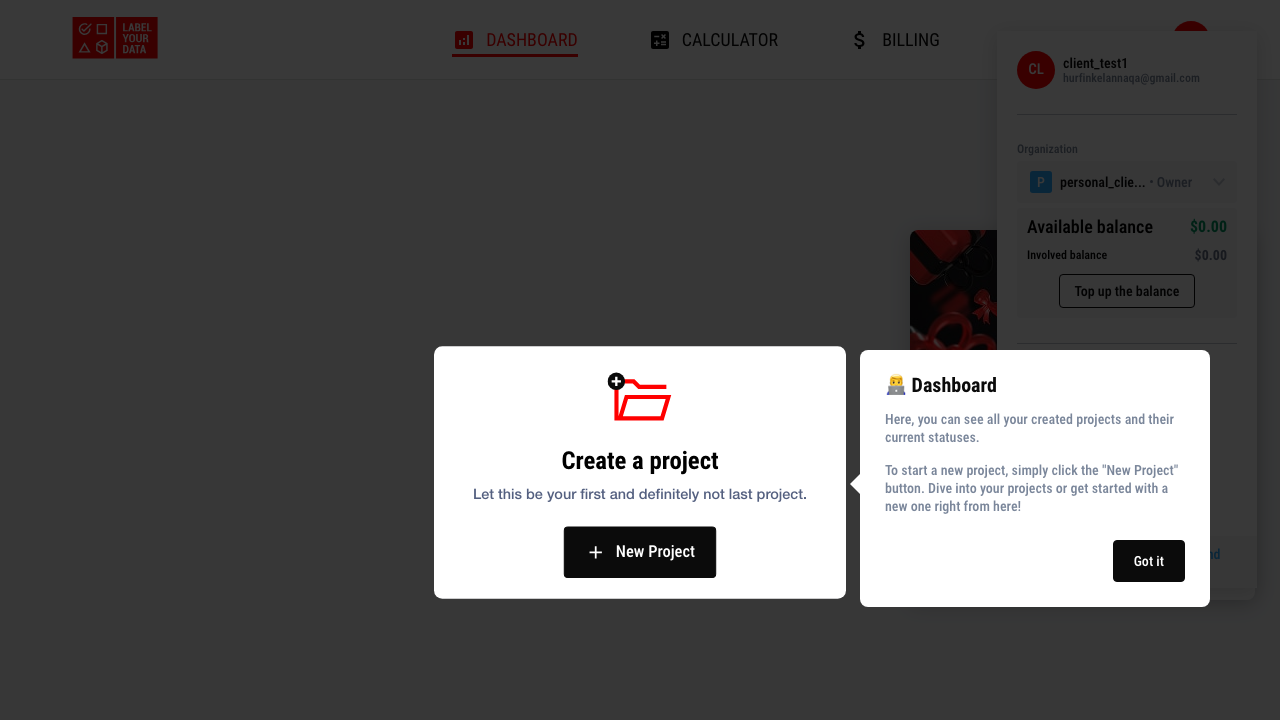 LABEL
YOUR
DATA
DASHBOARD
CALCULATOR
BILLING
CL
client_test1
hurfinkelannaqa@gmail.com
Organization
P personal_clie... • Owner
Available balance $0.00
Involved balance $0.00
Top up the balance
Create a project
Let this be your first and definitely not last project.
+ New Project
👨‍💻 Dashboard
Here, you can see all your created projects and their
current statuses.
To start a new project, simply click the "New Project"
button. Dive into your projects or get started with a
new one right from here!
Got it